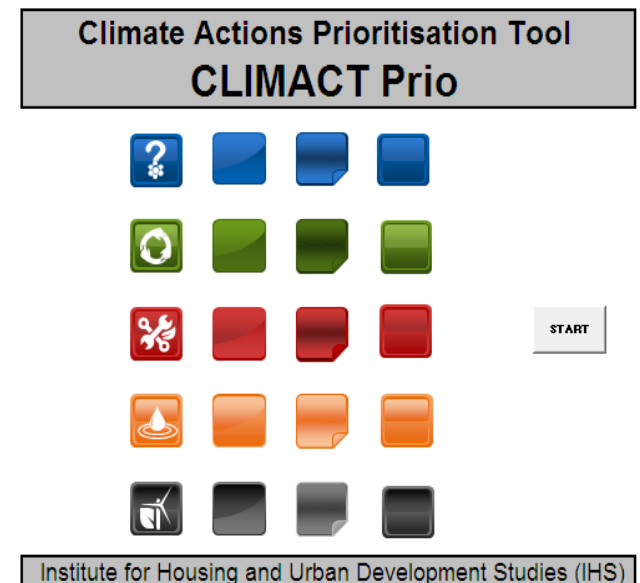 Climate Actions Prioritisation Tool
CLIMACT Prio
?
START
Institute for Housing and Urban Development Studies (IHS)